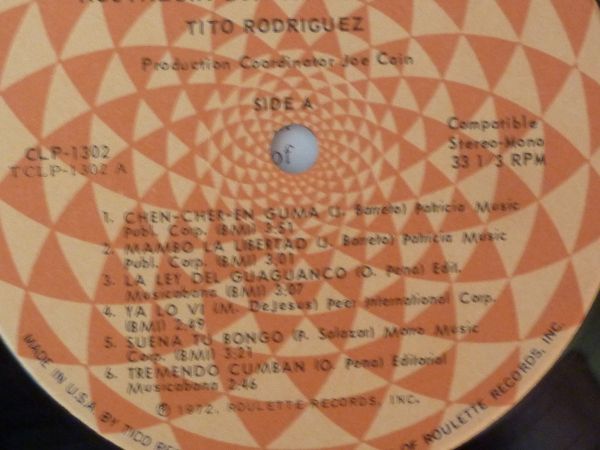 TITO RODRIGUEZ
Production Coordinator Joe Cain
SIDE A
CLP-1302
TCLP-1302 A
Compatible
Stereo-Mono
33 1/3 RPM
of
1. CHEN-CHER-EN GUMA (J. Barreto) Patricia Music
Publ. Corp. (BMI) 3:51
2. MAMBO LA LIBERTAD (J. Barreto) Patricia Music
Publ. Corp. (BMI) 3:01
3. LA LEY DEL GUAGUANCO (O. Pena) Edit.
Musicabana (BMI) 3:07
4. YA LO VI (M. DeJesus) Peer International Corp.
(BMI) 2:49
5. SUENA TU BONGO (P. Salazar) Mano Music
Corp. (BMI) 3:21
6. TREMENDO CUMBAN (O. Pena) Editorial
Musicabana 2:46
℗ 1972, ROULETTE RECORDS, INC.
MADE IN U.S.A. BY TICO
OF ROULETTE RECORDS, INC.